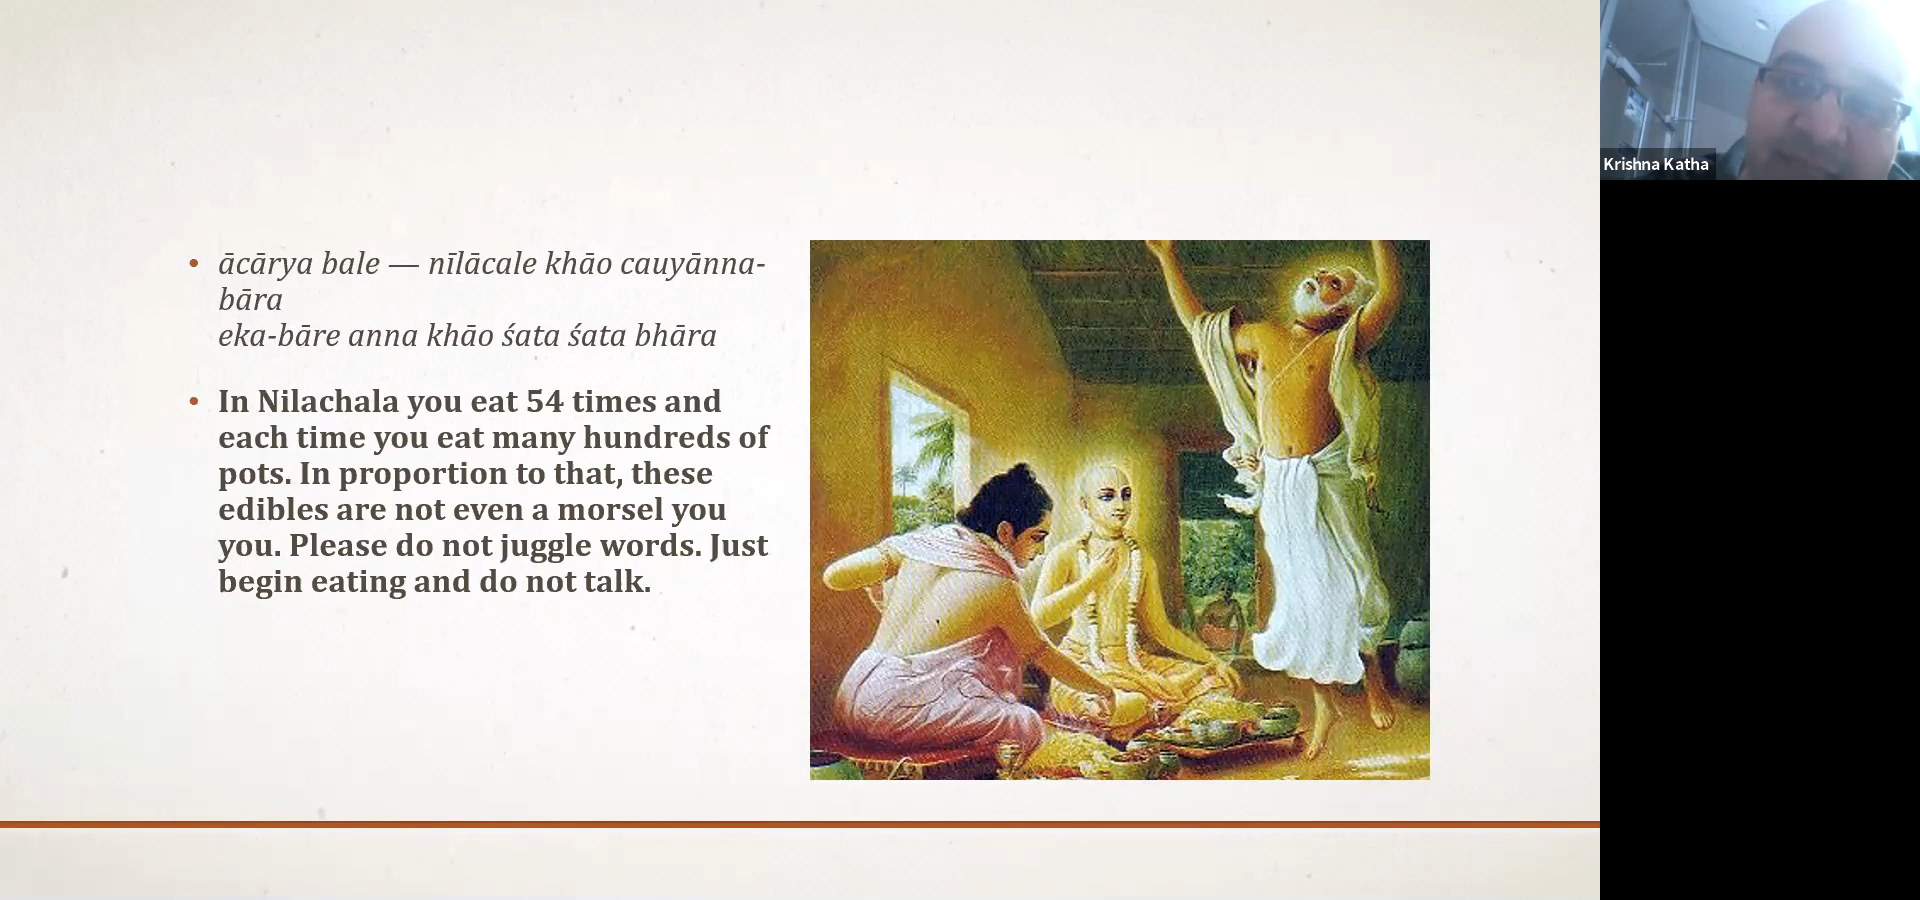 ācārya bale — nīlācale khāo cauyānna-
bāra
eka-bāre anna khāo śata śata bhāra
In Nilachala you eat 54 times and
each time you eat many hundreds of
pots. In proportion to that, these
edibles are not even a morsel you
you. Please do not juggle words. Just
begin eating and do not talk.
Krishna Katha